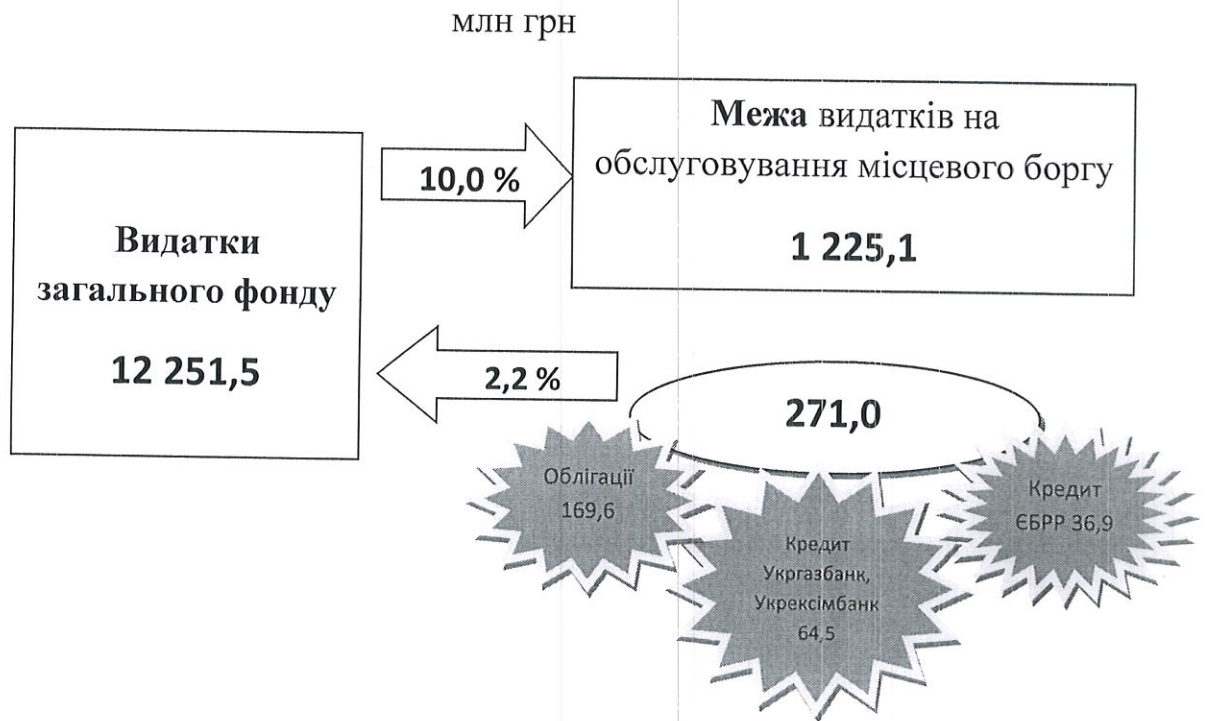 млн грн
Видатки
загального фонду
12 251,5
10,0 %
Межа видатків на
обслуговування місцевого боргу
1 225,1
2,2 %
271,0
Облігації
169,6
Кредит
Укргазбанк,
Укрексімбанк
64,5
Кредит
ЄБРР 36,9